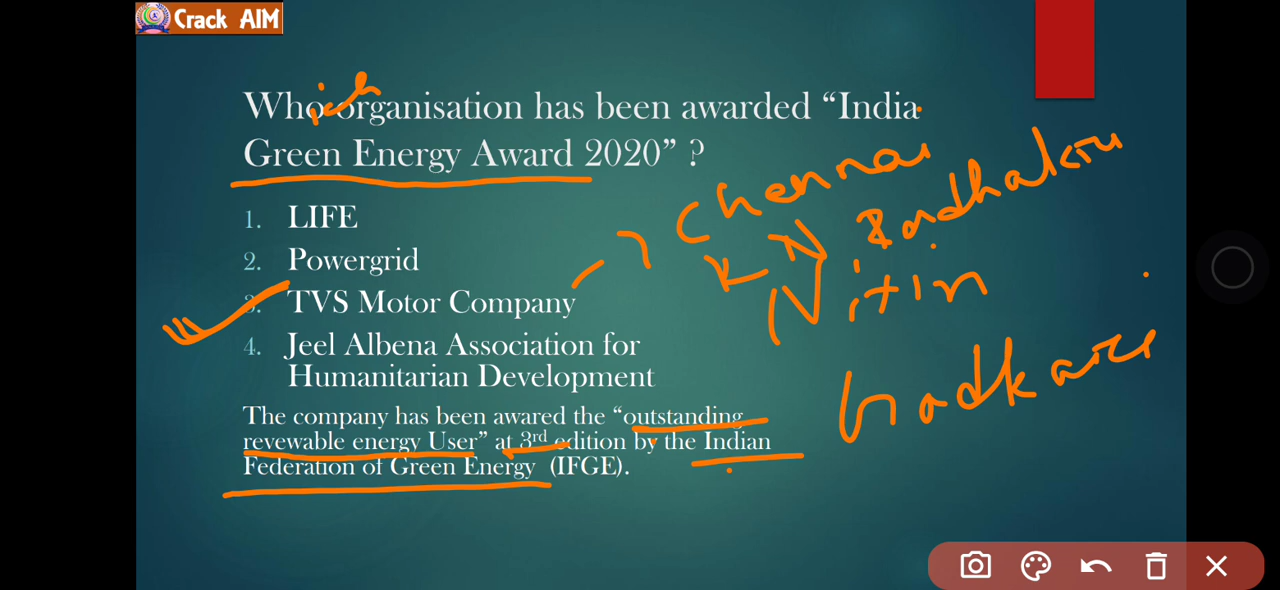 Crack AIM
Who ich organisation has been awarded “India
Green Energy Award 2020” ?
1. LIFE
2. Powergrid
3. TVS Motor Company
4. Jeel Albena Association for
Humanitarian Development
The company has been awared the “outstanding
revewable energy User” at 3rd edition by the Indian
Federation of Green Energy (IFGE).
Chennai
K N
Nitin
Gadkari